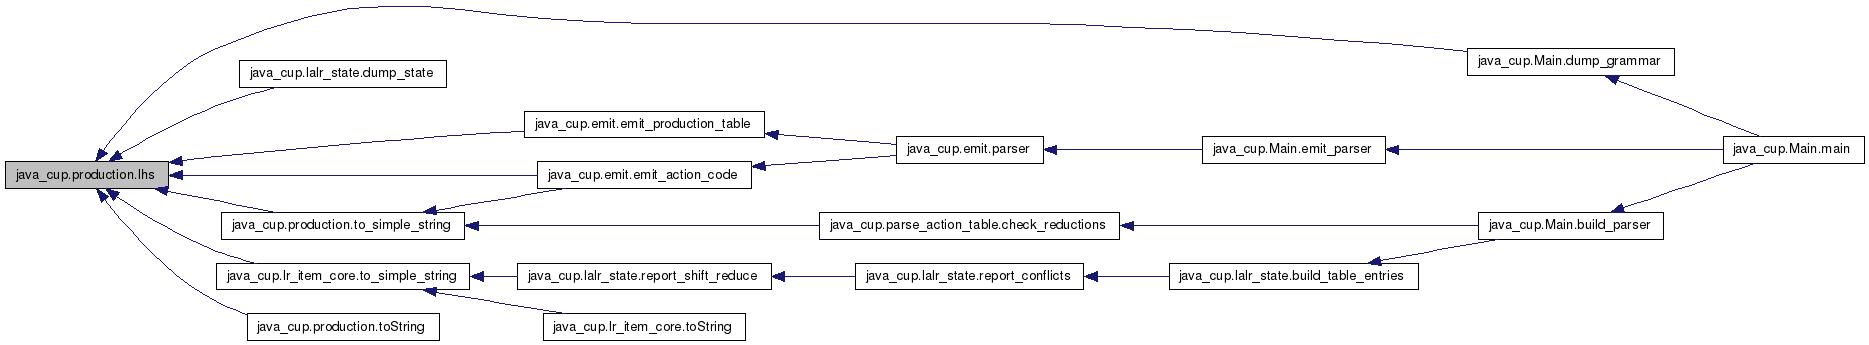 java_cup.Main.dump_grammar
java_cup.lalr_state.dump_state
java_cup.emit.emit_production_table
java_cup.emit.parser
java_cup.Main.emit_parser
java_cup.Main.main
java_cup.production.lhs
java_cup.emit.emit_action_code
java_cup.production.to_simple_string
java_cup.parse_action_table.check_reductions
java_cup.Main.build_parser
java_cup.lr_item_core.to_simple_string
java_cup.lalr_state.report_shift_reduce
java_cup.lalr_state.report_conflicts
java_cup.lalr_state.build_table_entries
java_cup.production.toString
java_cup.lr_item_core.toString